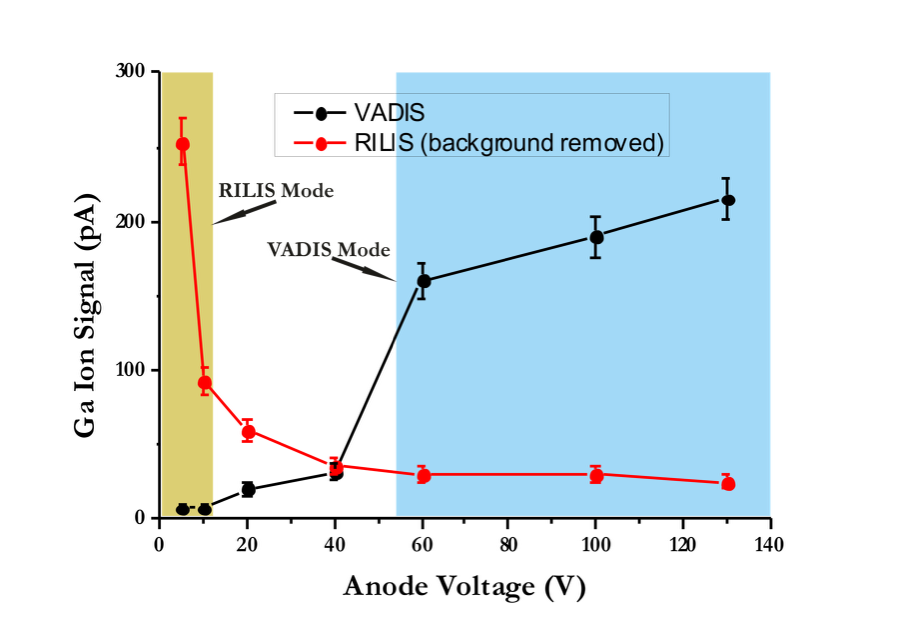 300
VADIS
RILIS (background removed)
RILIS Mode
200
VADIS Mode
Ga Ion Signal (pA)
100
0
0 20 40 60 80 100 120 140
Anode Voltage (V)